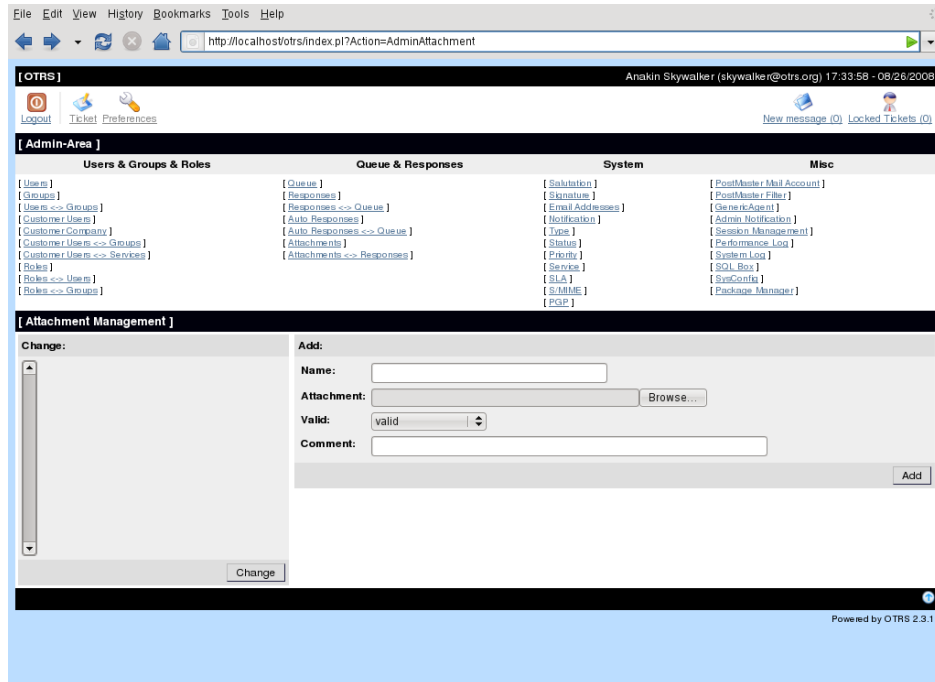 File Edit View History Bookmarks Tools Help
http://localhost/otrs/index.pl?Action=AdminAttachment
[ OTRS ] Anakin Skywalker (skywalker@otrs.org) 17:33:58 - 08/26/2008
Logout Ticket Preferences New message (0) Locked Tickets (0)
[ Admin-Area ]
Users & Groups & Roles Queue & Responses System Misc
[ Users ] [ Queue ] [ Salutation ] [ PostMaster Mail Account ]
[ Groups ] [ Responses ] [ Signature ] [ PostMaster Filter ]
[ Users <-> Groups ] [ Responses <-> Queue ] [ Email Addresses ] [ GenericAgent ]
[ Customer Users ] [ Auto Responses ] [ Notification ] [ Admin Notification ]
[ Customer Company ] [ Auto Responses <-> Queue ] [ Type ] [ Session Management ]
[ Customer Users <-> Groups ] [ Attachments ] [ Status ] [ Performance Log ]
[ Customer Users <-> Services ] [ Attachments <-> Responses ] [ Priority ] [ System Log ]
[ Roles ] [ Service ] [ SQL Box ]
[ Roles <-> Users ] [ SLA ] [ SysConfig ]
[ Roles <-> Groups ] [ S/MIME ] [ Package Manager ]
[ PGP ]
[ Attachment Management ]
Change: Add:
Name:
Attachment: Browse...
Valid: valid
Comment:
Add
Change
Powered by OTRS 2.3.1